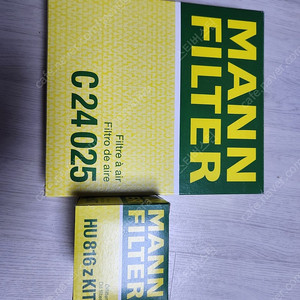 MANN
FILTER
C 24 025
Filtre à air
Filtro de aire
MANN
FILTER
HU 816 z KIT